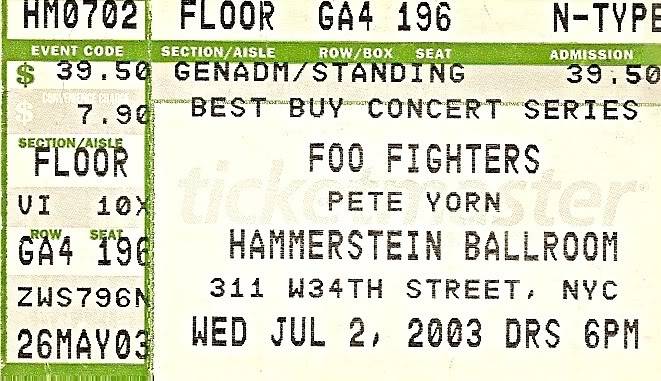 HM0702 FLOOR GA4 196 N-TYPE
EVENT CODE SECTION/AISLE ROW/BOX SEAT ADMISSION
$ 39.50 GENADM/STANDING 39.50
$ 7.90 BEST BUY CONCERT SERIES
SECTION/AISLE
FLOOR FOO FIGHTERS
ticketmaster
VI 10X PETE YORN
ROW SEAT
GA4 196 HAMMERSTEIN BALLROOM
ZWS796N 311 W34TH STREET, NYC
26MAY03 WED JUL 2, 2003 DRS 6PM